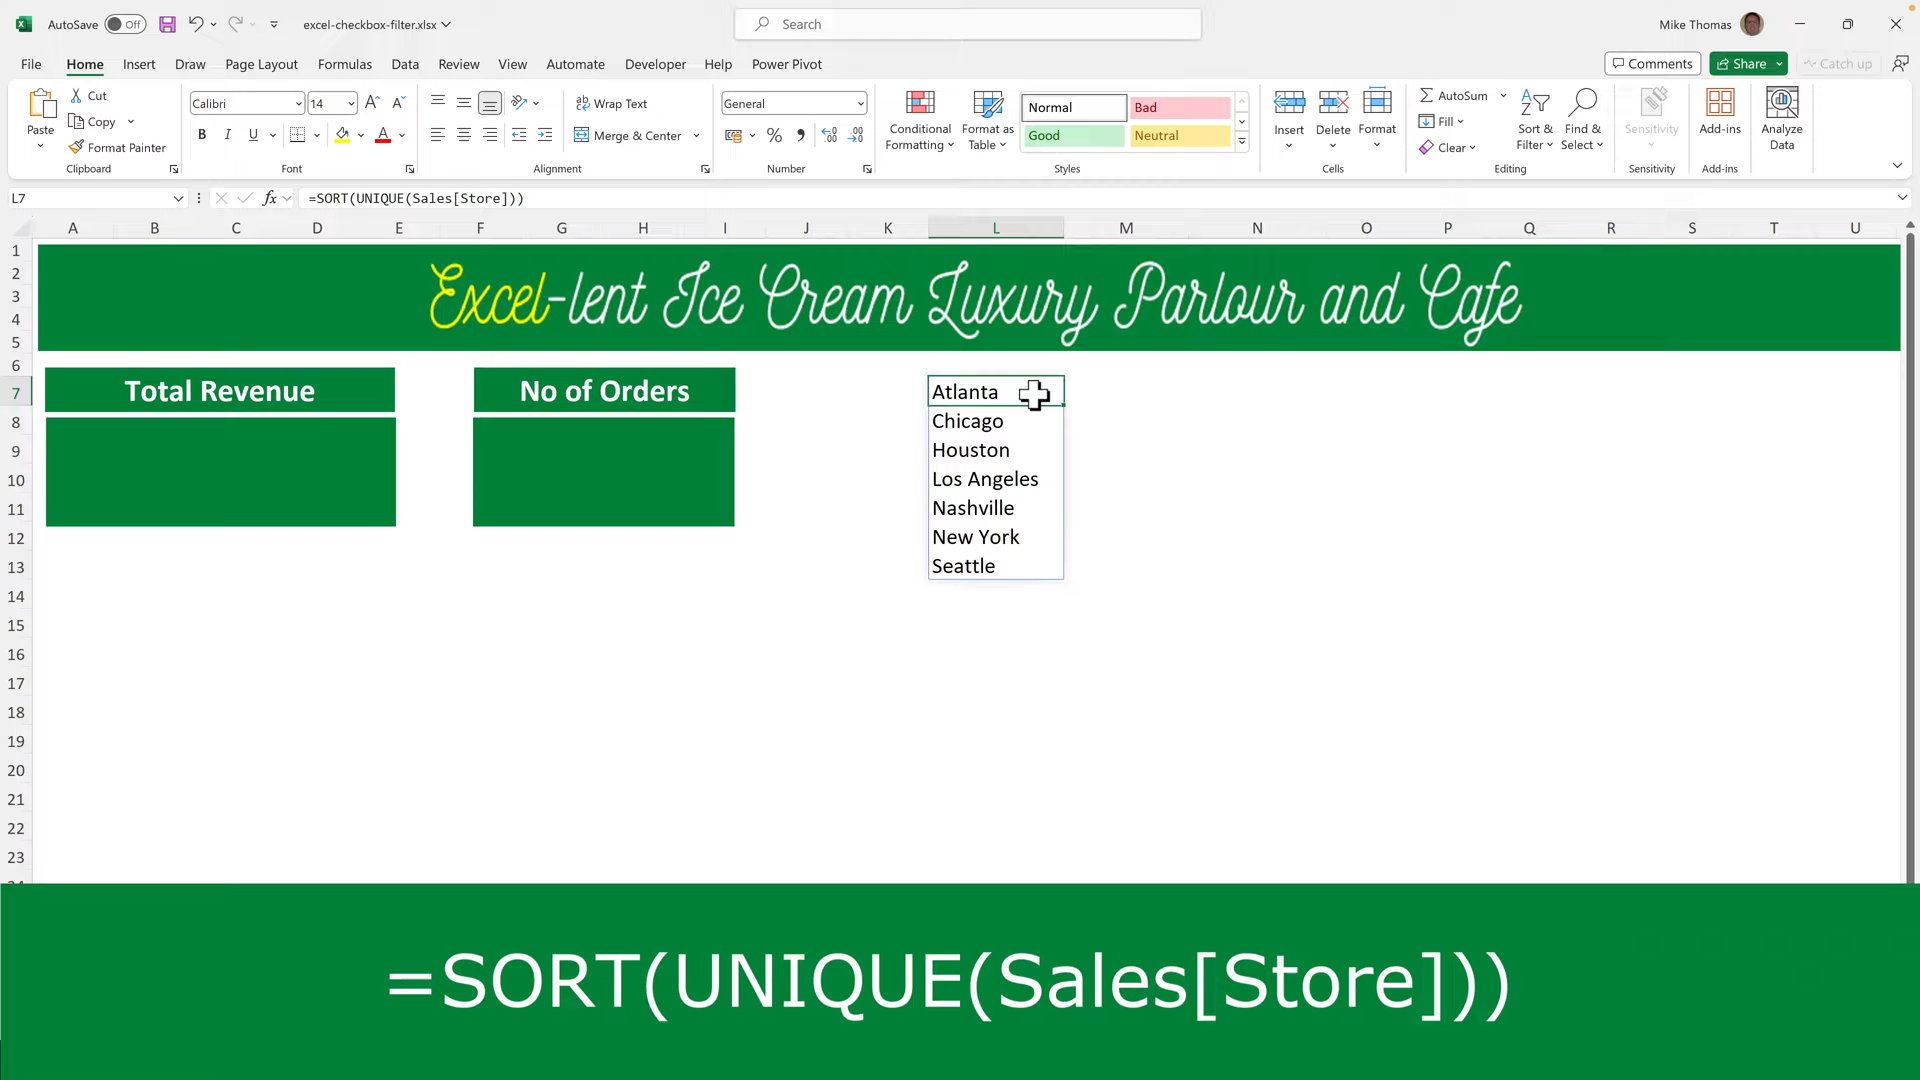 AutoSave Off excel-checkbox-filter.xlsx Search Mike Thomas
File Home Insert Draw Page Layout Formulas Data Review View Automate Developer Help Power Pivot Comments Share Catch up
Paste Cut Copy Format Painter Clipboard
Calibri 14 B I U A Font
Wrap Text Merge & Center Alignment
General % Number
Conditional Formatting Format as Table Normal Bad Good Neutral Styles
Insert Delete Format Cells
AutoSum Fill Clear Sort & Filter Find & Select Editing
Sensitivity Sensitivity
Add-ins Add-ins
Analyze Data
L7 fx =SORT(UNIQUE(Sales[Store]))
A B C D E F G H I J K L M N O P Q R S T U
1
2
3
4
5
Excel-lent Ice Cream Luxury Parlour and Cafe
6
7 Total Revenue No of Orders Atlanta
8 Chicago
9 Houston
10 Los Angeles
11 Nashville
12 New York
13 Seattle
14
15
16
17
18
19
20
21
22
23
=SORT(UNIQUE(Sales[Store]))